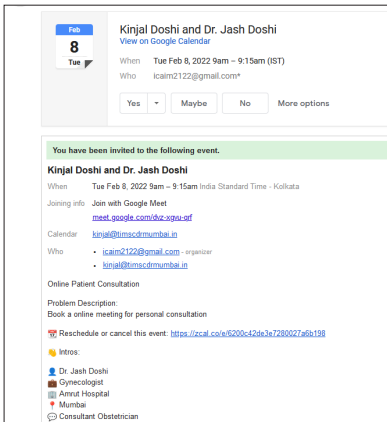 Feb
8
Tue
Kinjal Doshi and Dr. Jash Doshi
View on Google Calendar
When Tue Feb 8, 2022 9am – 9:15am (IST)
Who icaim2122@gmail.com*
Yes Maybe No More options
You have been invited to the following event.
Kinjal Doshi and Dr. Jash Doshi
When Tue Feb 8, 2022 9am – 9:15am India Standard Time - Kolkata
Joining info Join with Google Meet
meet.google.com/dvz-xgvu-qrf
Calendar kinjal@timscdrmumbai.in
Who • icaim2122@gmail.com - organizer
• kinjal@timscdrmumbai.in
Online Patient Consultation
Problem Description:
Book a online meeting for personal consultation
📆 Reschedule or cancel this event: https://zcal.co/e/6200c42de3e7280027a6b198
👋 Intros:
👤 Dr. Jash Doshi
💼 Gynecologist
🏢 Amrut Hospital
📍 Mumbai
💬 Consultant Obstetrician